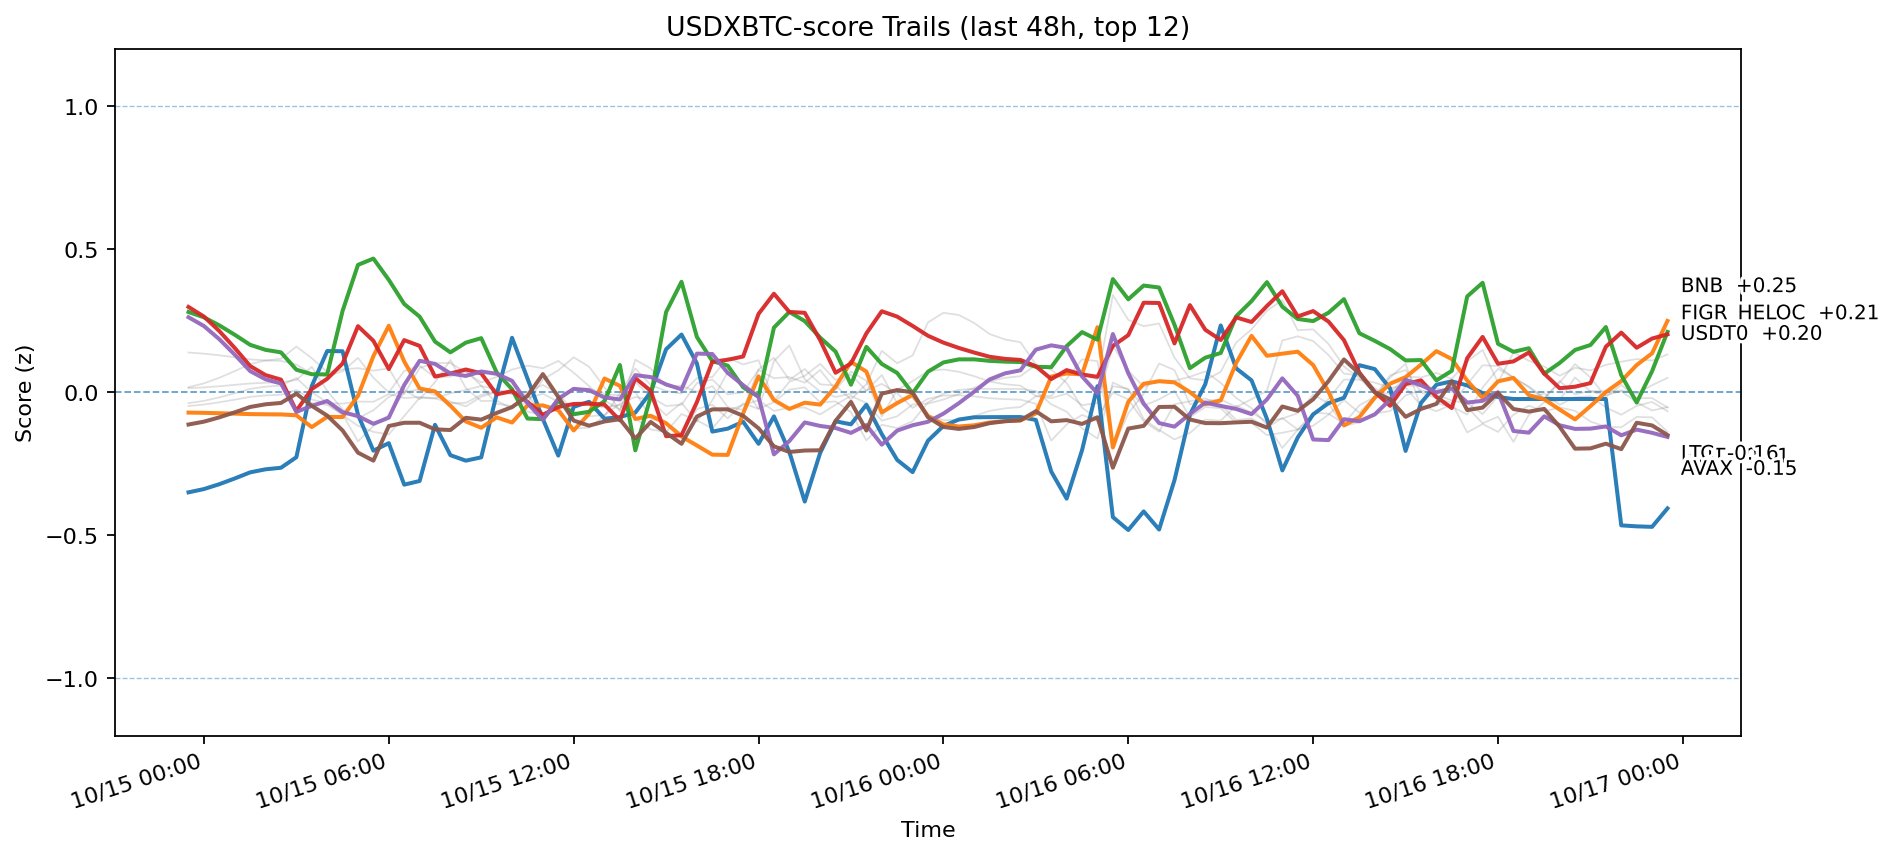 USDXBTC-score Trails (last 48h, top 12)
Score (z)
1.0
0.5
0.0
−0.5
−1.0
BNB +0.25
FIGR_HELOC +0.21
USDT0 +0.20
AVAX -0.15
10/15 00:00
10/15 06:00
10/15 12:00
10/15 18:00
10/16 00:00
10/16 06:00
10/16 12:00
10/16 18:00
10/17 00:00
Time